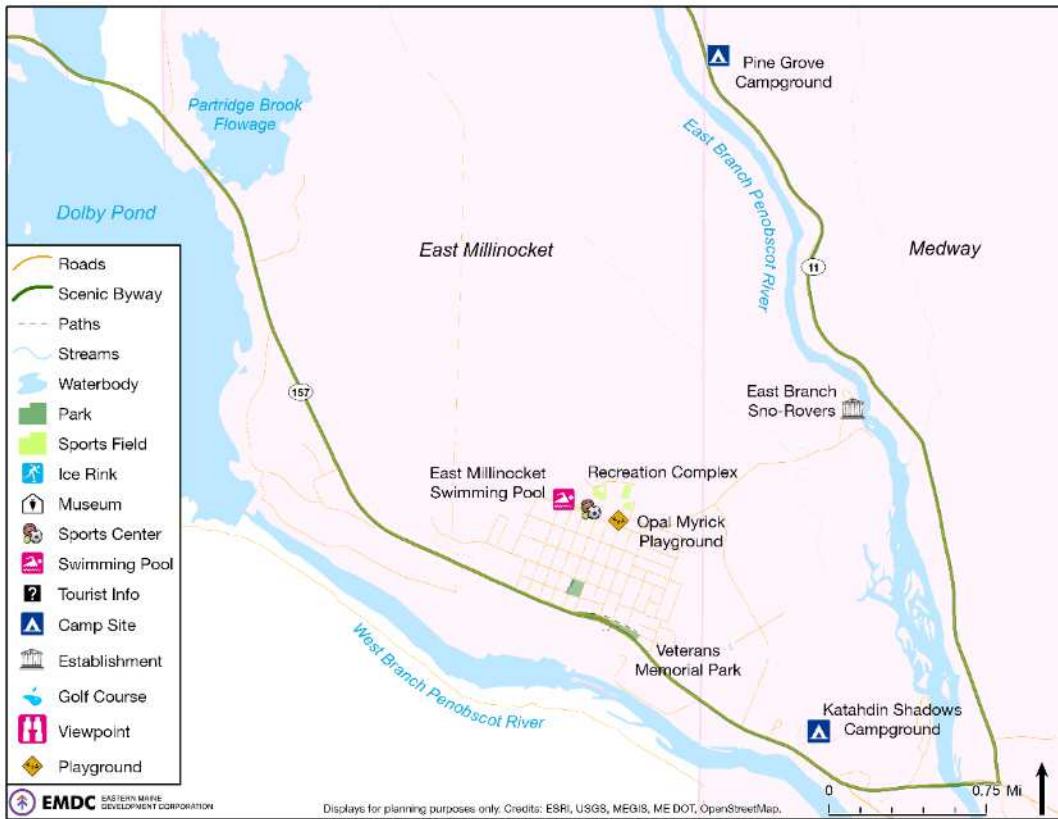 Pine Grove
Campground
Partridge Brook
Flowage
East Branch Penobscot River
Dolby Pond
East Millinocket
Medway
11
157
East Branch
Sno-Rovers
East Millinocket
Swimming Pool
Recreation Complex
Opal Myrick
Playground
Veterans
Memorial Park
West Branch Penobscot River
Katahdin Shadows
Campground
Roads
Scenic Byway
Paths
Streams
Waterbody
Park
Sports Field
Ice Rink
Museum
Sports Center
Swimming Pool
? Tourist Info
Camp Site
Establishment
Golf Course
Viewpoint
Playground
EMDC EASTERN MAINE
DEVELOPMENT CORPORATION
Displays for planning purposes only. Credits: ESRI, USGS, MEGIS, ME DOT, OpenStreetMap.
0 0.75 Mi